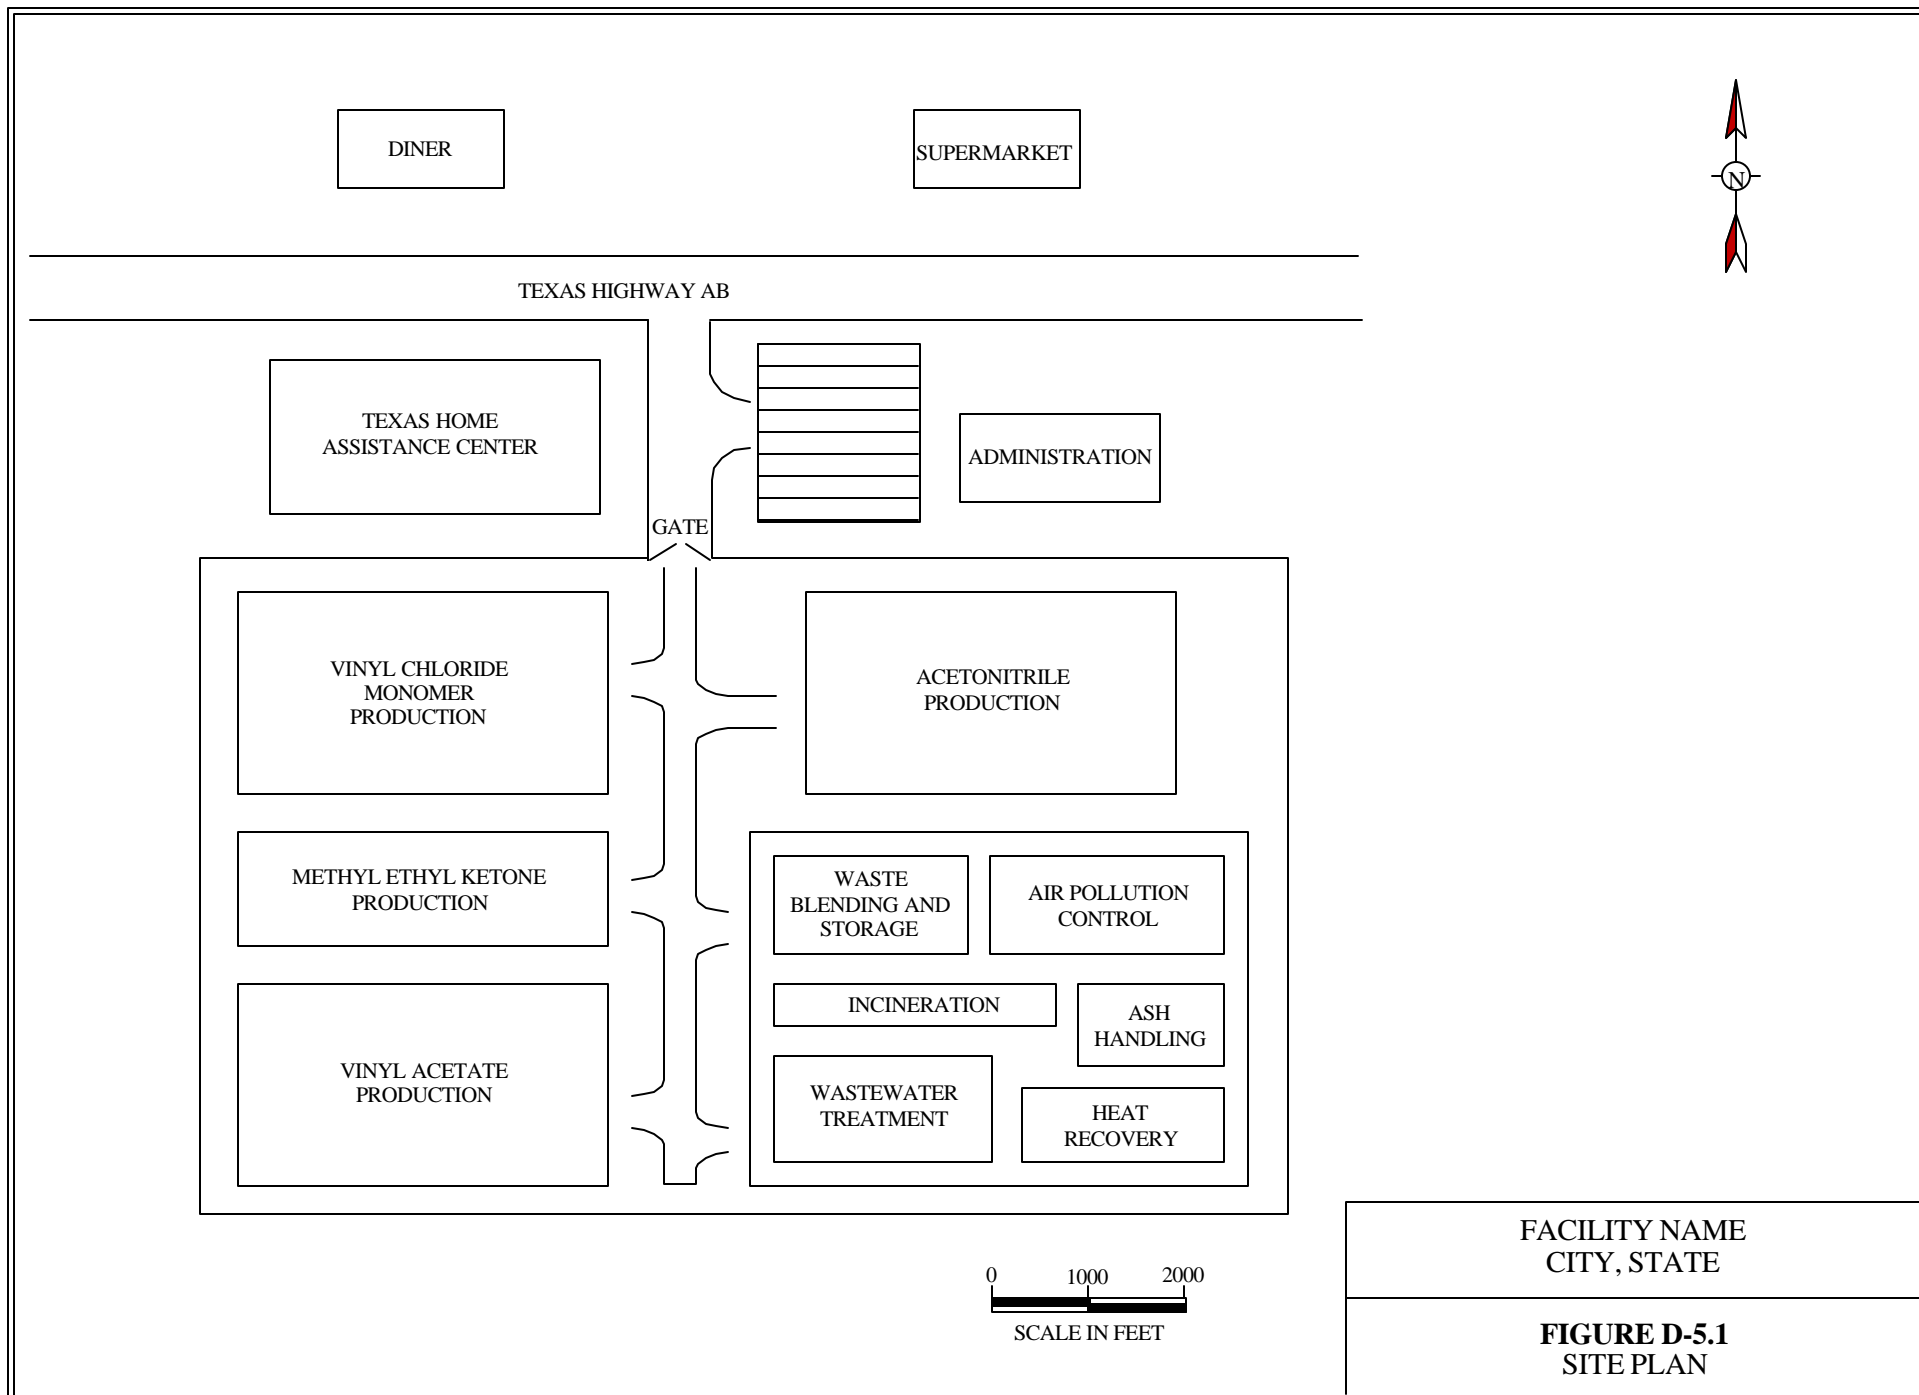 DINER
SUPERMARKET
N
TEXAS HIGHWAY AB
TEXAS HOME
ASSISTANCE CENTER
ADMINISTRATION
GATE
VINYL CHLORIDE
MONOMER
PRODUCTION
ACETONITRILE
PRODUCTION
METHYL ETHYL KETONE
PRODUCTION
WASTE
BLENDING AND
STORAGE
AIR POLLUTION
CONTROL
INCINERATION
ASH
HANDLING
VINYL ACETATE
PRODUCTION
WASTEWATER
TREATMENT
HEAT
RECOVERY
0 1000 2000
SCALE IN FEET
FACILITY NAME
CITY, STATE
FIGURE D-5.1
SITE PLAN